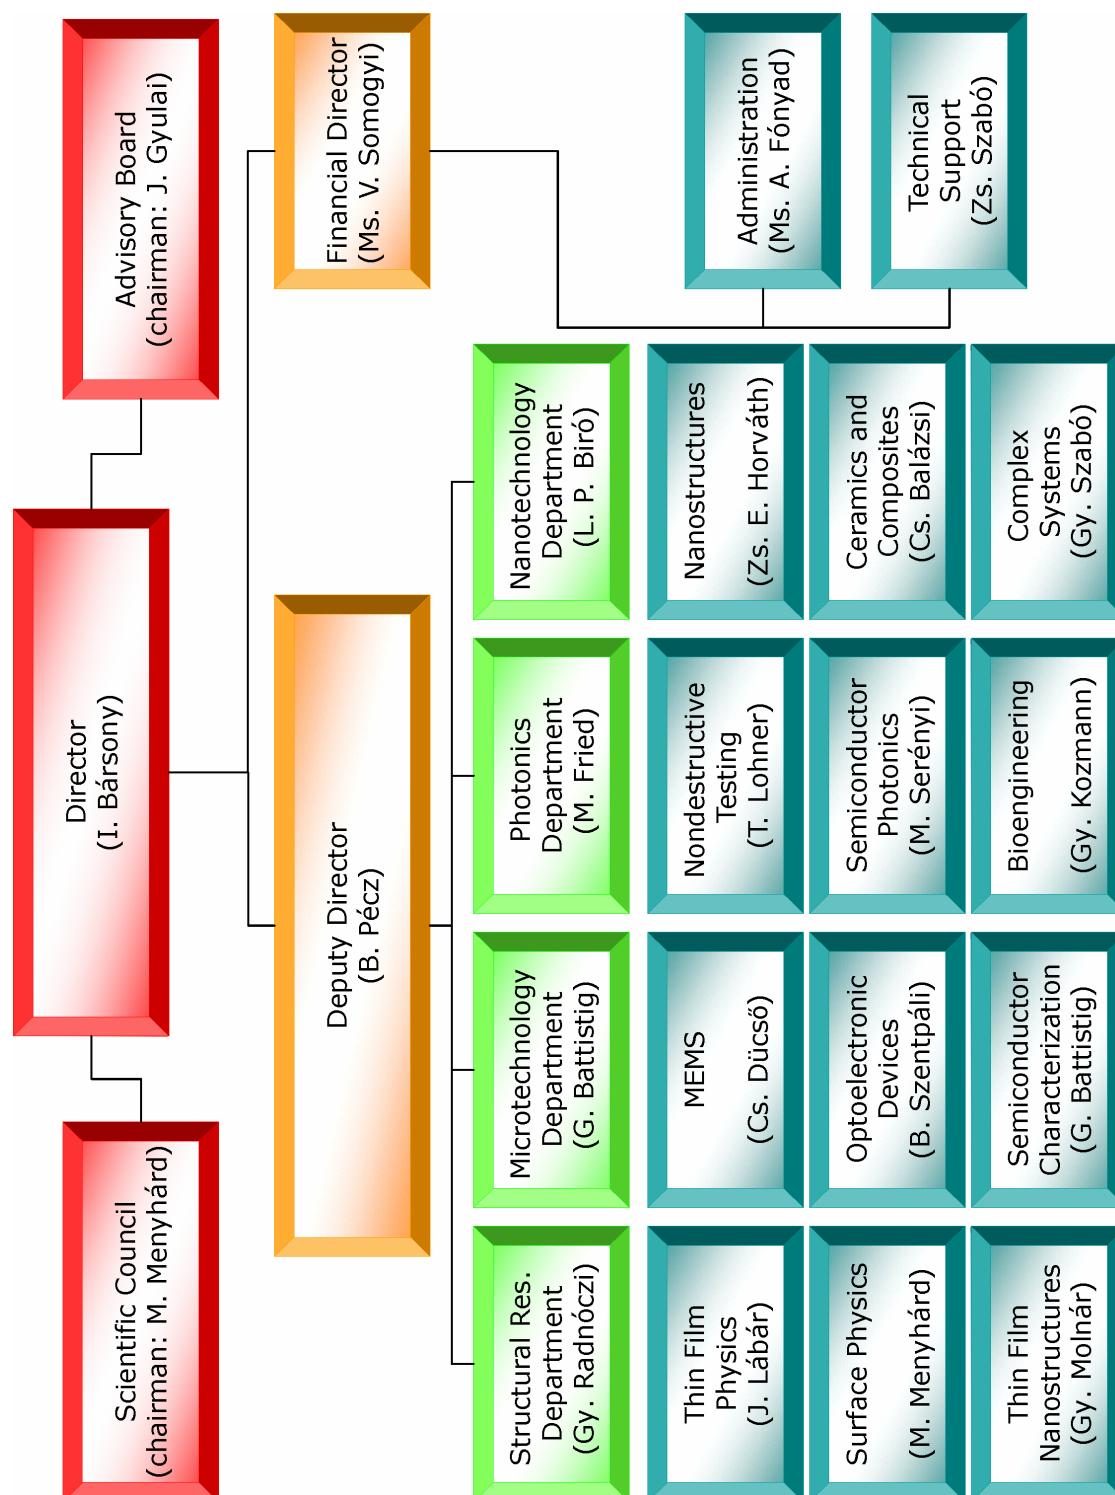 Scientific Council
(chairman: M. Menyhárd)
Director
(I. Bársony)
Advisory Board
(chairman: J. Gyulai)
Deputy Director
(B. Pécz)
Financial Director
(Ms. V. Somogyi)
Structural Res.
Department
(Gy. Radnóczi)
Microtechnology
Department
(G. Battistig)
Photonics
Department
(M. Fried)
Nanotechnology
Department
(L. P. Biró)
Thin Film
Physics
(J. Lábár)
MEMS
(Cs. Dücső)
Nondestructive
Testing
(T. Lohner)
Nanostructures
(Zs. E. Horváth)
Administration
(Ms. A. Fónyad)
Surface Physics
(M. Menyhárd)
Optoelectronic
Devices
(B. Szentpáli)
Semiconductor
Photonics
(M. Serényi)
Ceramics and
Composites
(Cs. Balázsi)
Technical
Support
(Zs. Szabó)
Thin Film
Nanostructures
(Gy. Molnár)
Semiconductor
Characterization
(G. Battistig)
Bioengineering
(Gy. Kozmann)
Complex
Systems
(Gy. Szabó)